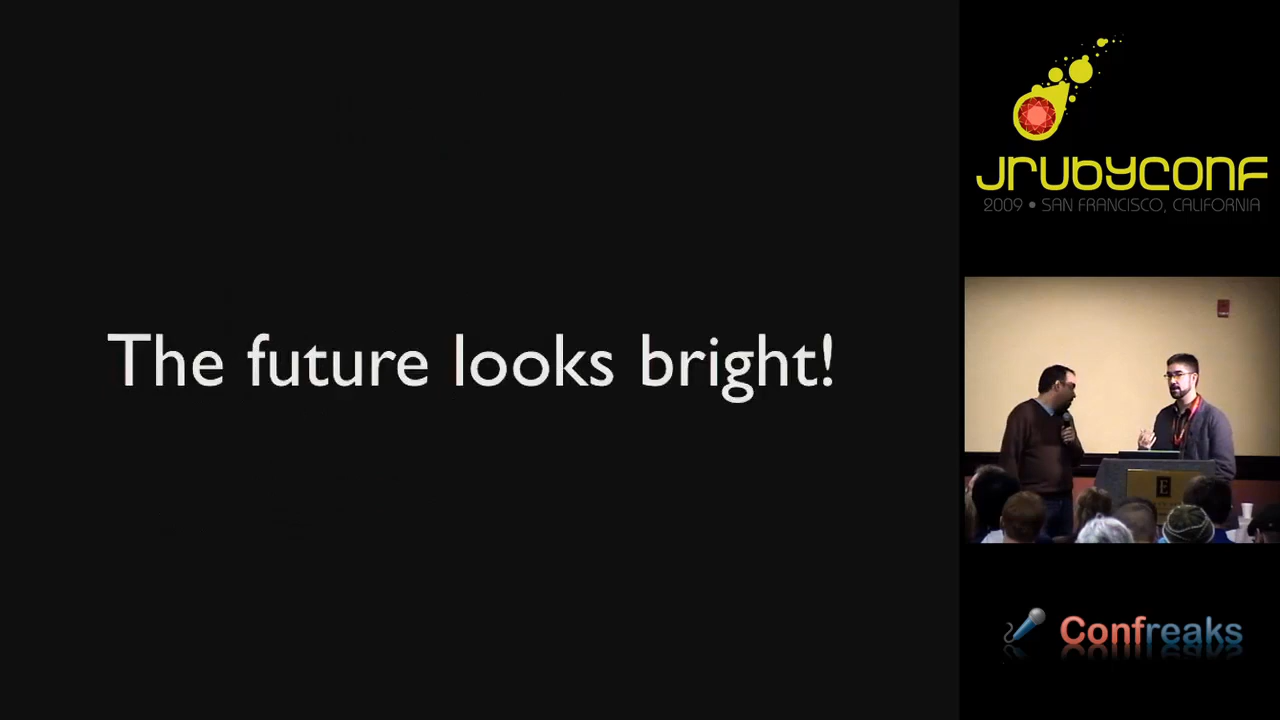 The future looks bright!
JRUBYCONF
2009 • SAN FRANCISCO, CALIFORNIA
E
Confreaks